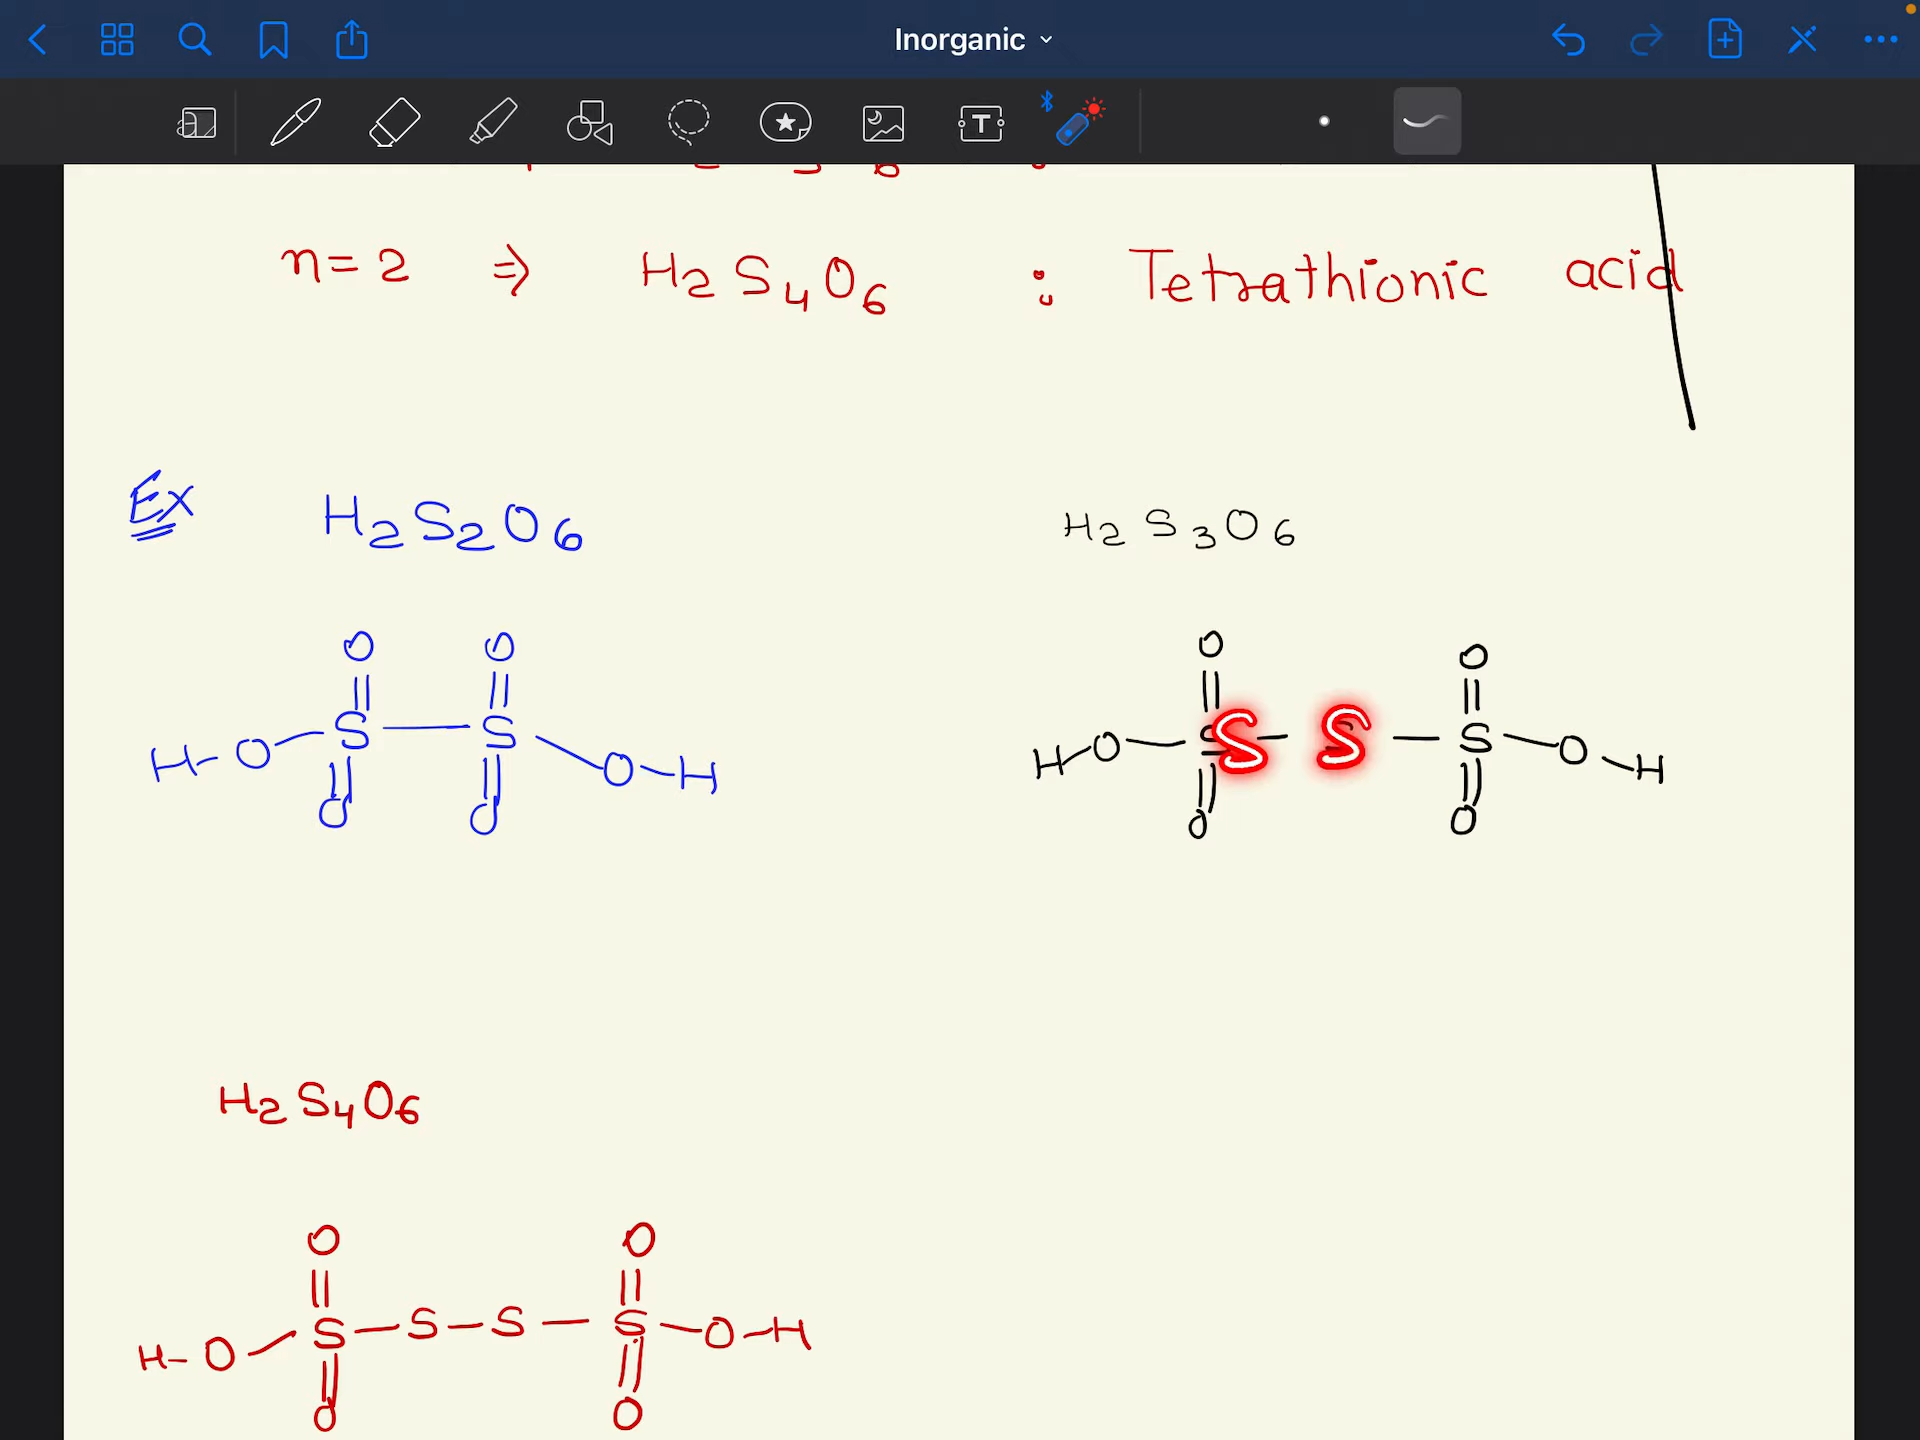 Inorganic
n=2 ⇒ H2S4O6 : Tetrathionic acid
Ex H2S2O6
H2S3O6
O O
H-O S S O-H
O O
O O
H-O S S S O-H
O O
S S
H2S4O6
O O
H-O S-S-S-S-O-H
O O